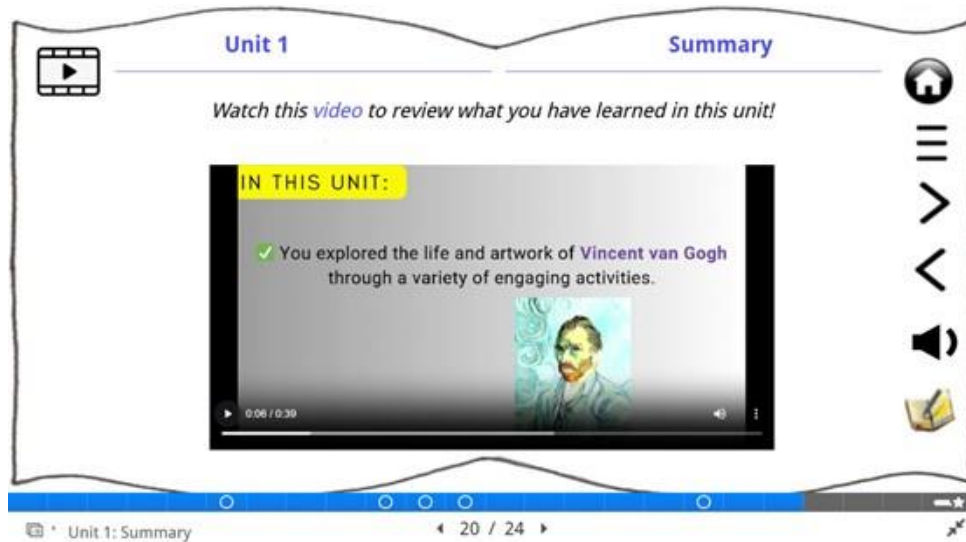 Unit 1
Summary
Watch this video to review what you have learned in this unit!
IN THIS UNIT:
You explored the life and artwork of Vincent van Gogh
through a variety of engaging activities.
0:06 / 0:39
Unit 1: Summary
20 / 24